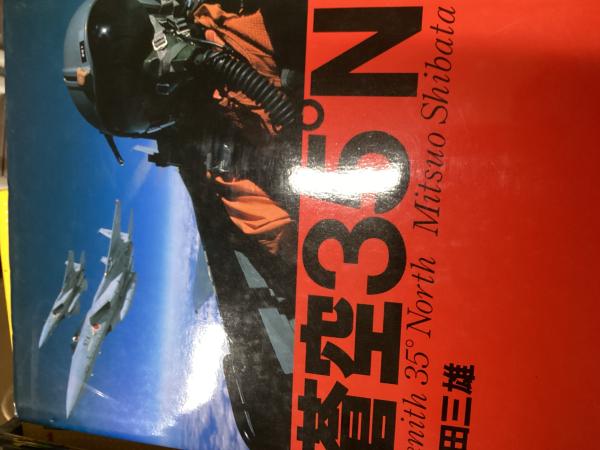 蒼空35°N
enith 35° North Mitsuo Shibata
田三雄